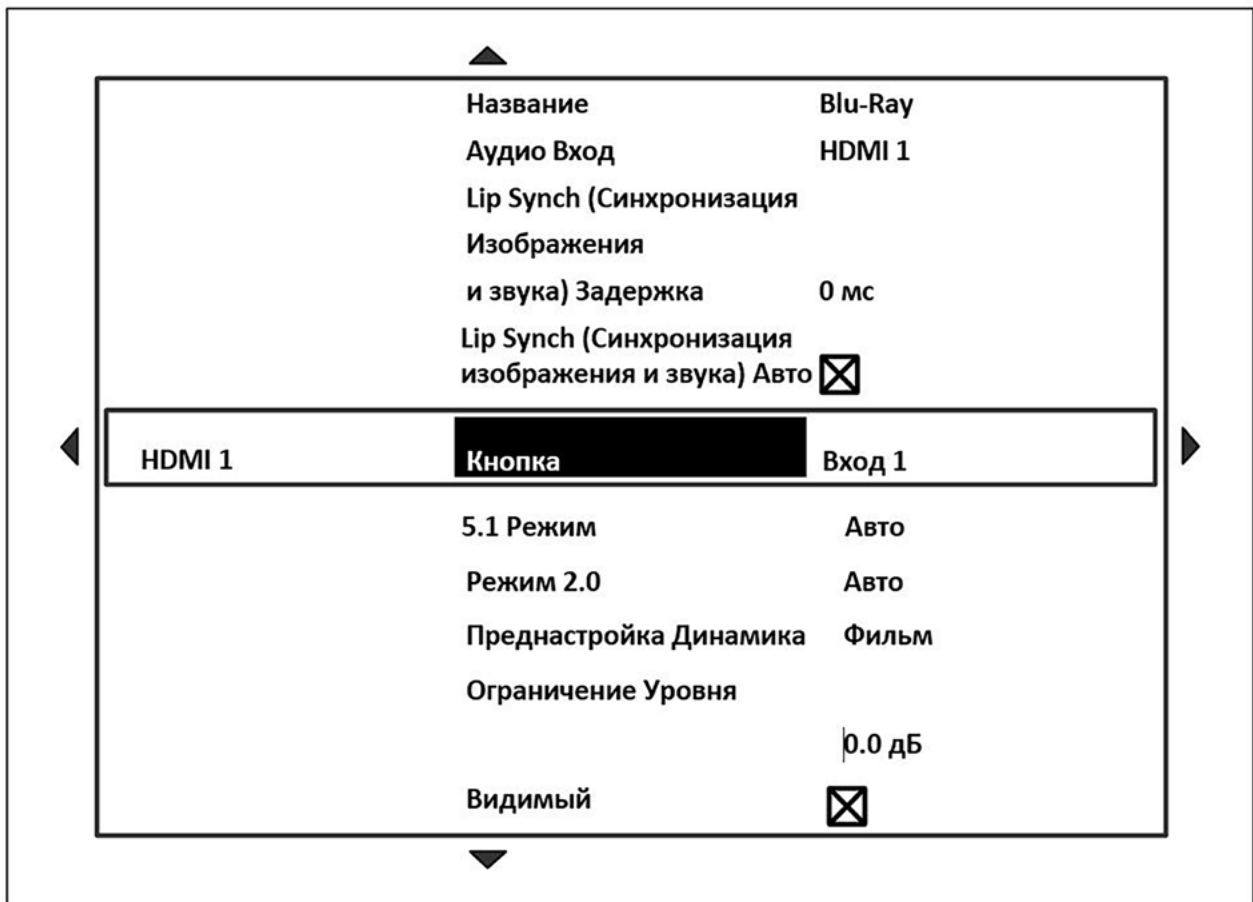 Название Blu-Ray
Аудио Вход HDMI 1
Lip Synch (Синхронизация
Изображения
и звука) Задержка 0 мс
Lip Synch (Синхронизация
изображения и звука) Авто
HDMI 1 Кнопка Вход 1
5.1 Режим Авто
Режим 2.0 Авто
Преднастройка Динамика Фильм
Ограничение Уровня
0.0 дБ
Видимый